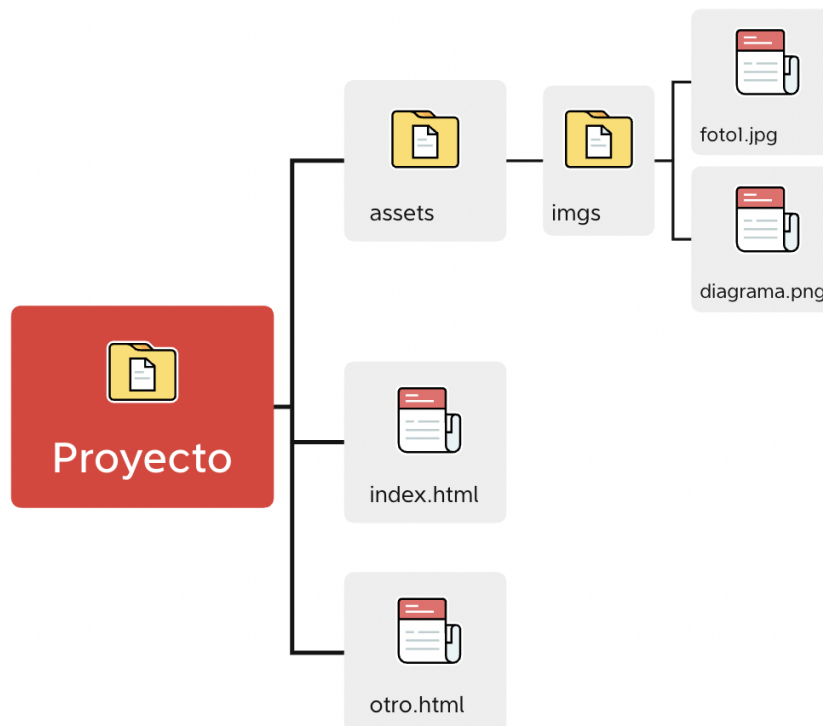 foto1.jpg
assets
imgs
diagrama.png
Proyecto
index.html
otro.html